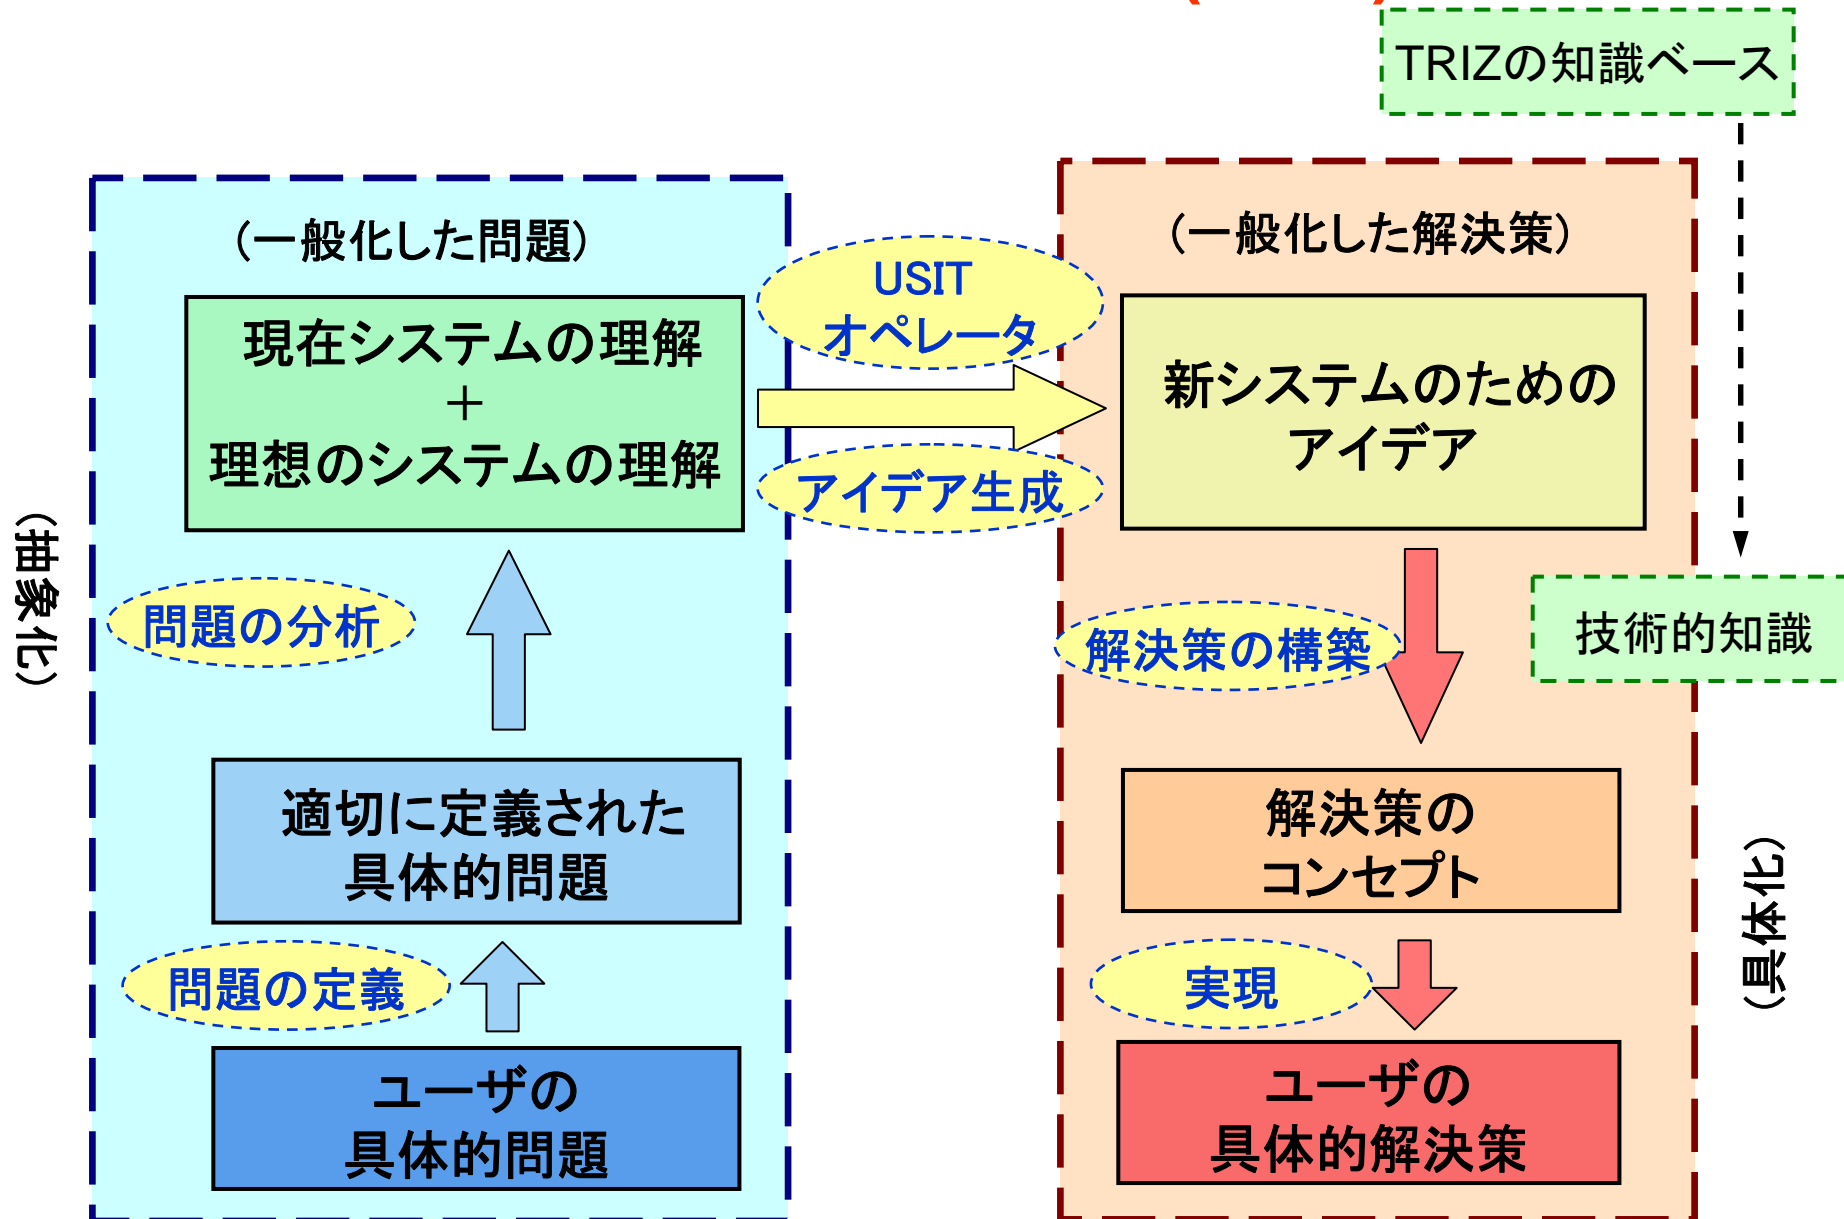 TRIZの知識ベース
(一般化した問題)
現在システムの理解
+
理想のシステムの理解
USIT
オペレータ
アイデア生成
(一般化した解決策)
新システムのための
アイデア
(抽象化)
問題の分析
解決策の構築
技術的知識
適切に定義された
具体的問題
解決策の
コンセプト
(具体化)
問題の定義
実現
ユーザの
具体的問題
ユーザの
具体的解決策